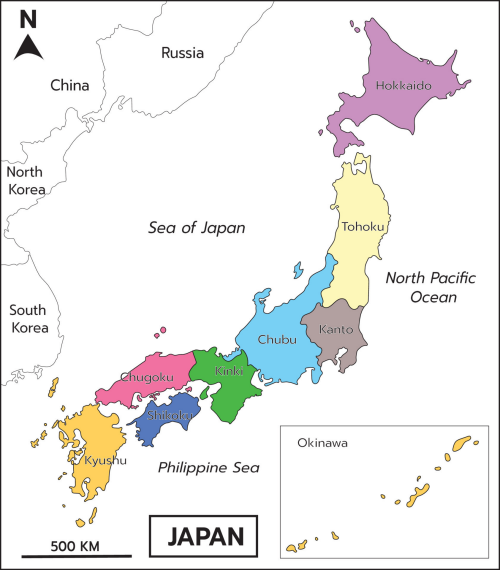 N
Russia
China
Hokkaido
North
Korea
Tohoku
Sea of Japan
North Pacific
Ocean
South
Korea
Kanto
Chubu
Kinki
Chugoku
Shikoku
Kyushu
Philippine Sea
Okinawa
JAPAN
500 KM